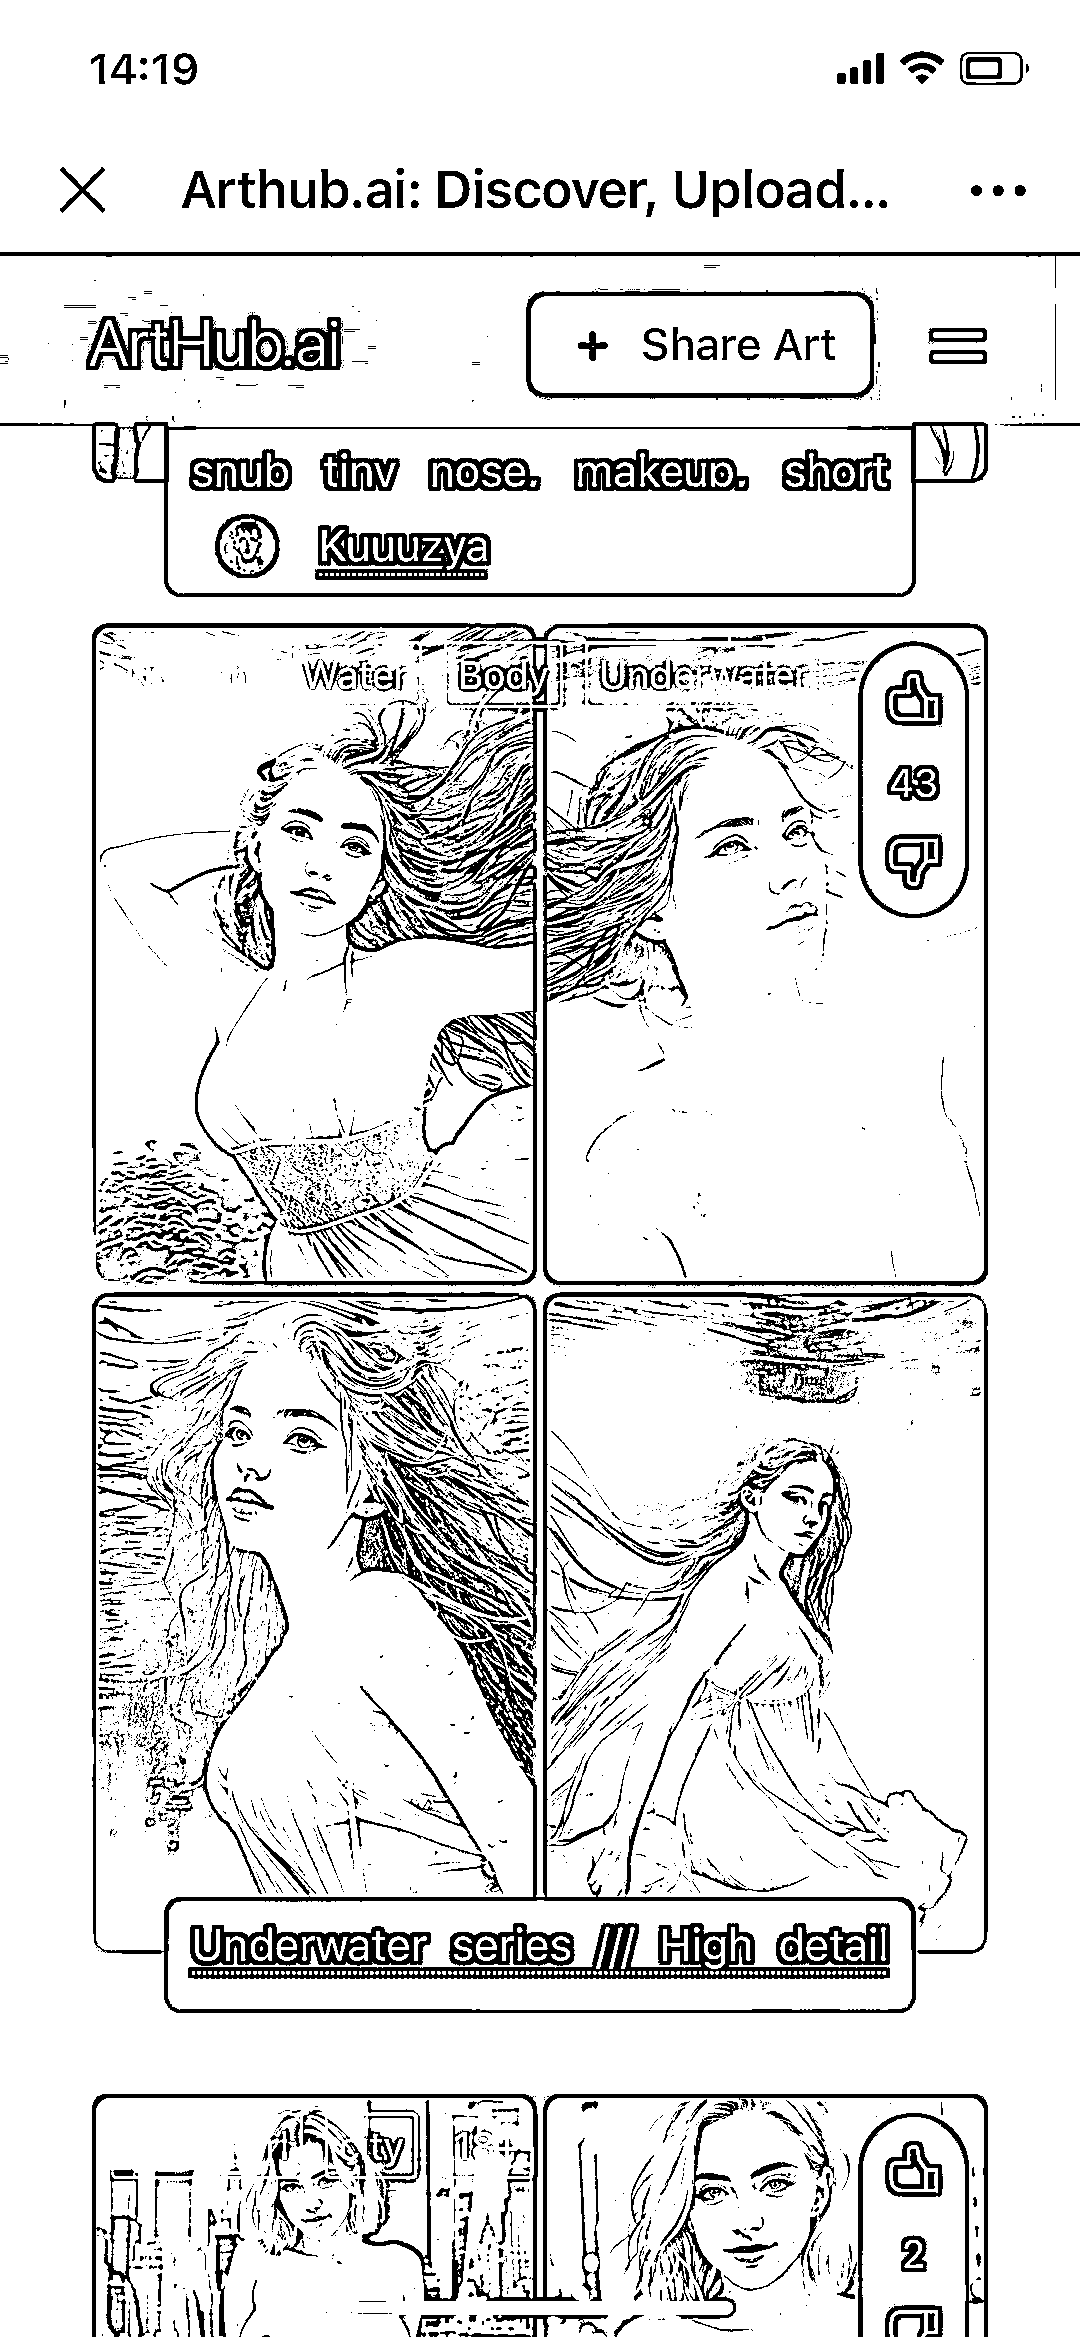 14:19
Arthub.ai: Discover, Upload...
ArtHub.ai
+ Share Art
snub tiny nose. makeup. short
Kuuuzya
Water Body Underwater
43
Underwater series /// High detail
2